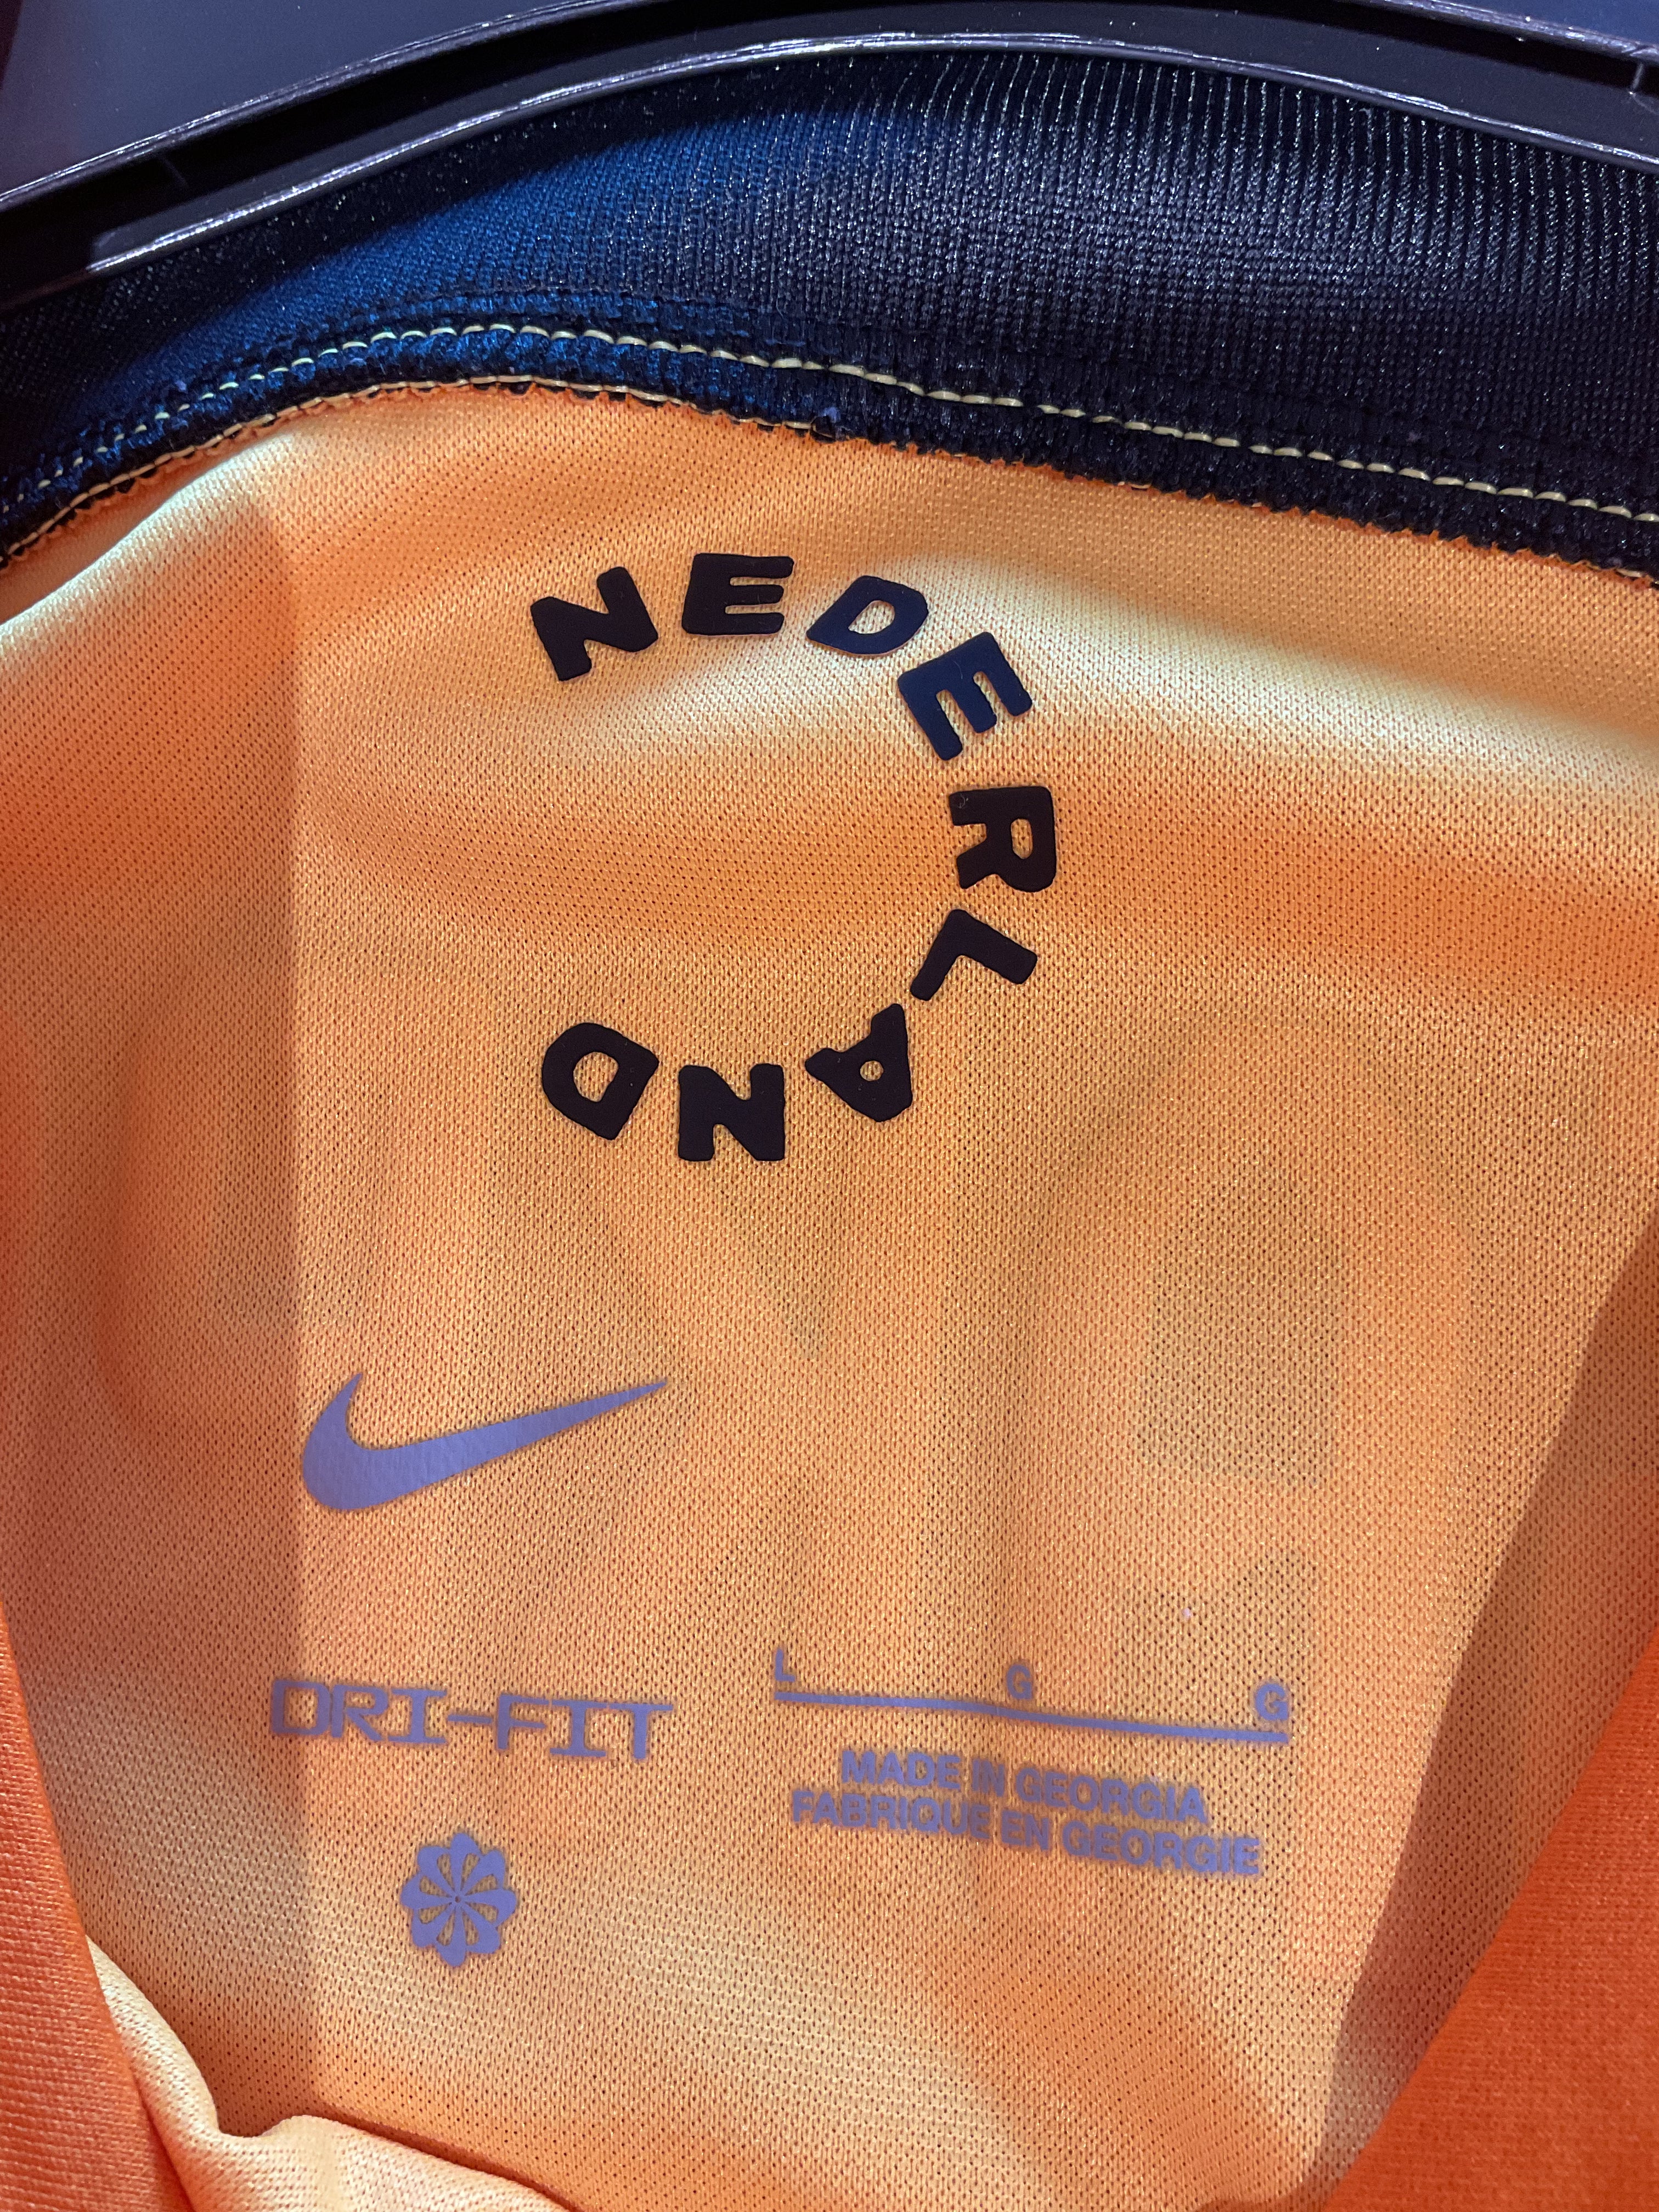 NEDERLAND
DRI-FIT
L G G
MADE IN GEORGIA
FABRIQUE EN GEORGIE